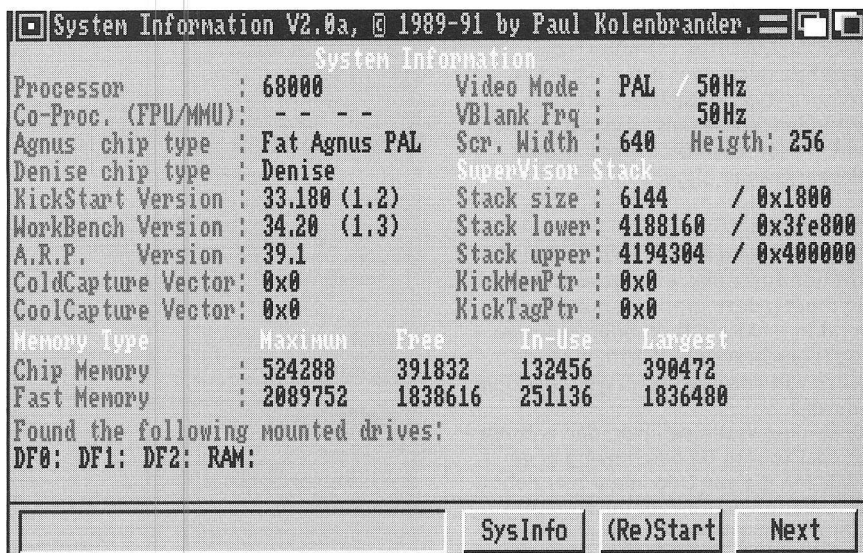 System Information V2.0a, © 1989-91 by Paul Kolenbrander.
System Information
Processor : 68000 Video Mode : PAL / 50Hz
Co-Proc. (FPU/MMU): - - - - VBlank Frq : 50Hz
Agnus chip type : Fat Agnus PAL Scr. Width : 640 Heigth: 256
Denise chip type : Denise SuperVisor Stack
KickStart Version : 33.180 (1.2) Stack size : 6144 / 0x1800
WorkBench Version : 34.20 (1.3) Stack lower: 4188160 / 0x3fe800
A.R.P. Version : 39.1 Stack upper: 4194304 / 0x400000
ColdCapture Vector: 0x0 KickMemPtr : 0x0
CoolCapture Vector: 0x0 KickTagPtr : 0x0
Memory Type Maximum Free In-Use Largest
Chip Memory : 524288 391832 132456 390472
Fast Memory : 2089752 1838616 251136 1836480
Found the following mounted drives:
DF0: DF1: DF2: RAM:
SysInfo (Re)Start Next